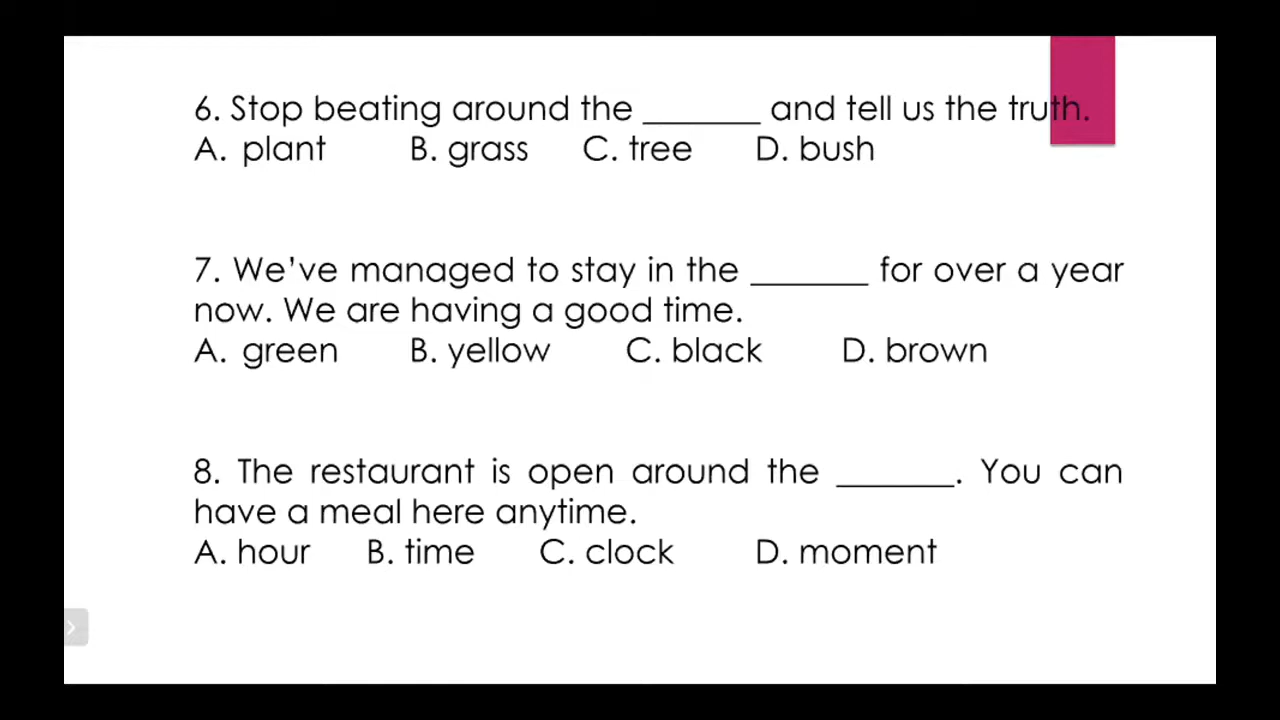 6. Stop beating around the _______ and tell us the truth.
A. plant B. grass C. tree D. bush
7. We've managed to stay in the _______ for over a year
now. We are having a good time.
A. green B. yellow C. black D. brown
8. The restaurant is open around the _______. You can
have a meal here anytime.
A. hour B. time C. clock D. moment